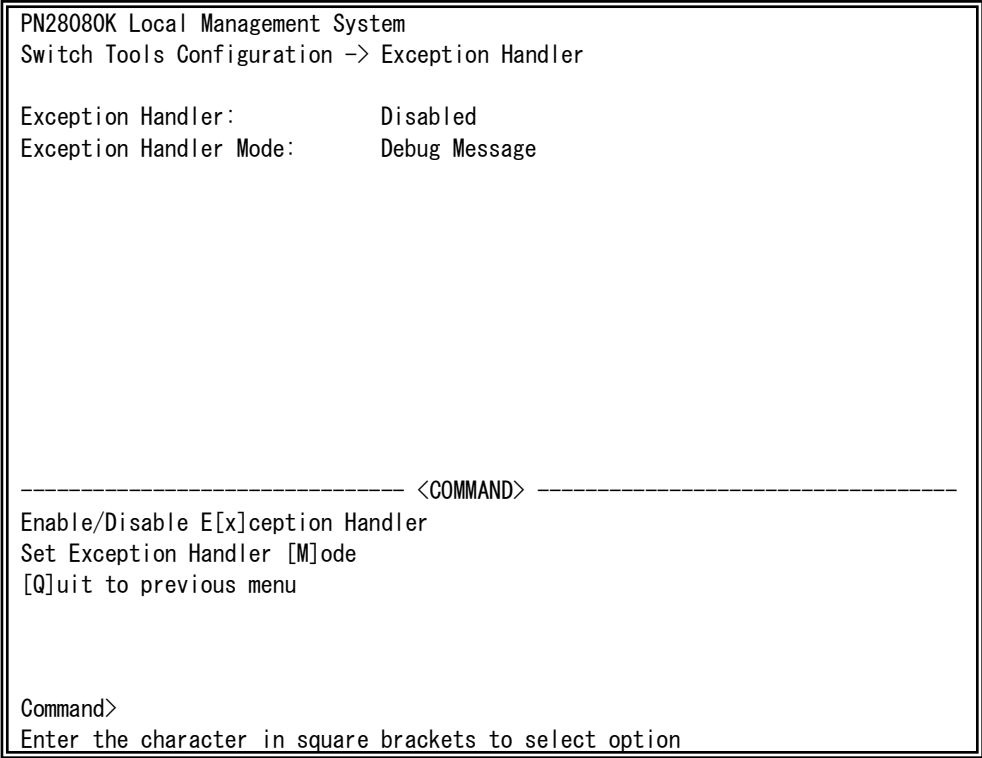 PN28080K Local Management System
Switch Tools Configuration -> Exception Handler
Exception Handler: Disabled
Exception Handler Mode: Debug Message
-------------------------------- <COMMAND> -----------------------------------
Enable/Disable E[x]ception Handler
Set Exception Handler [M]ode
[Q]uit to previous menu
Command>
Enter the character in square brackets to select option